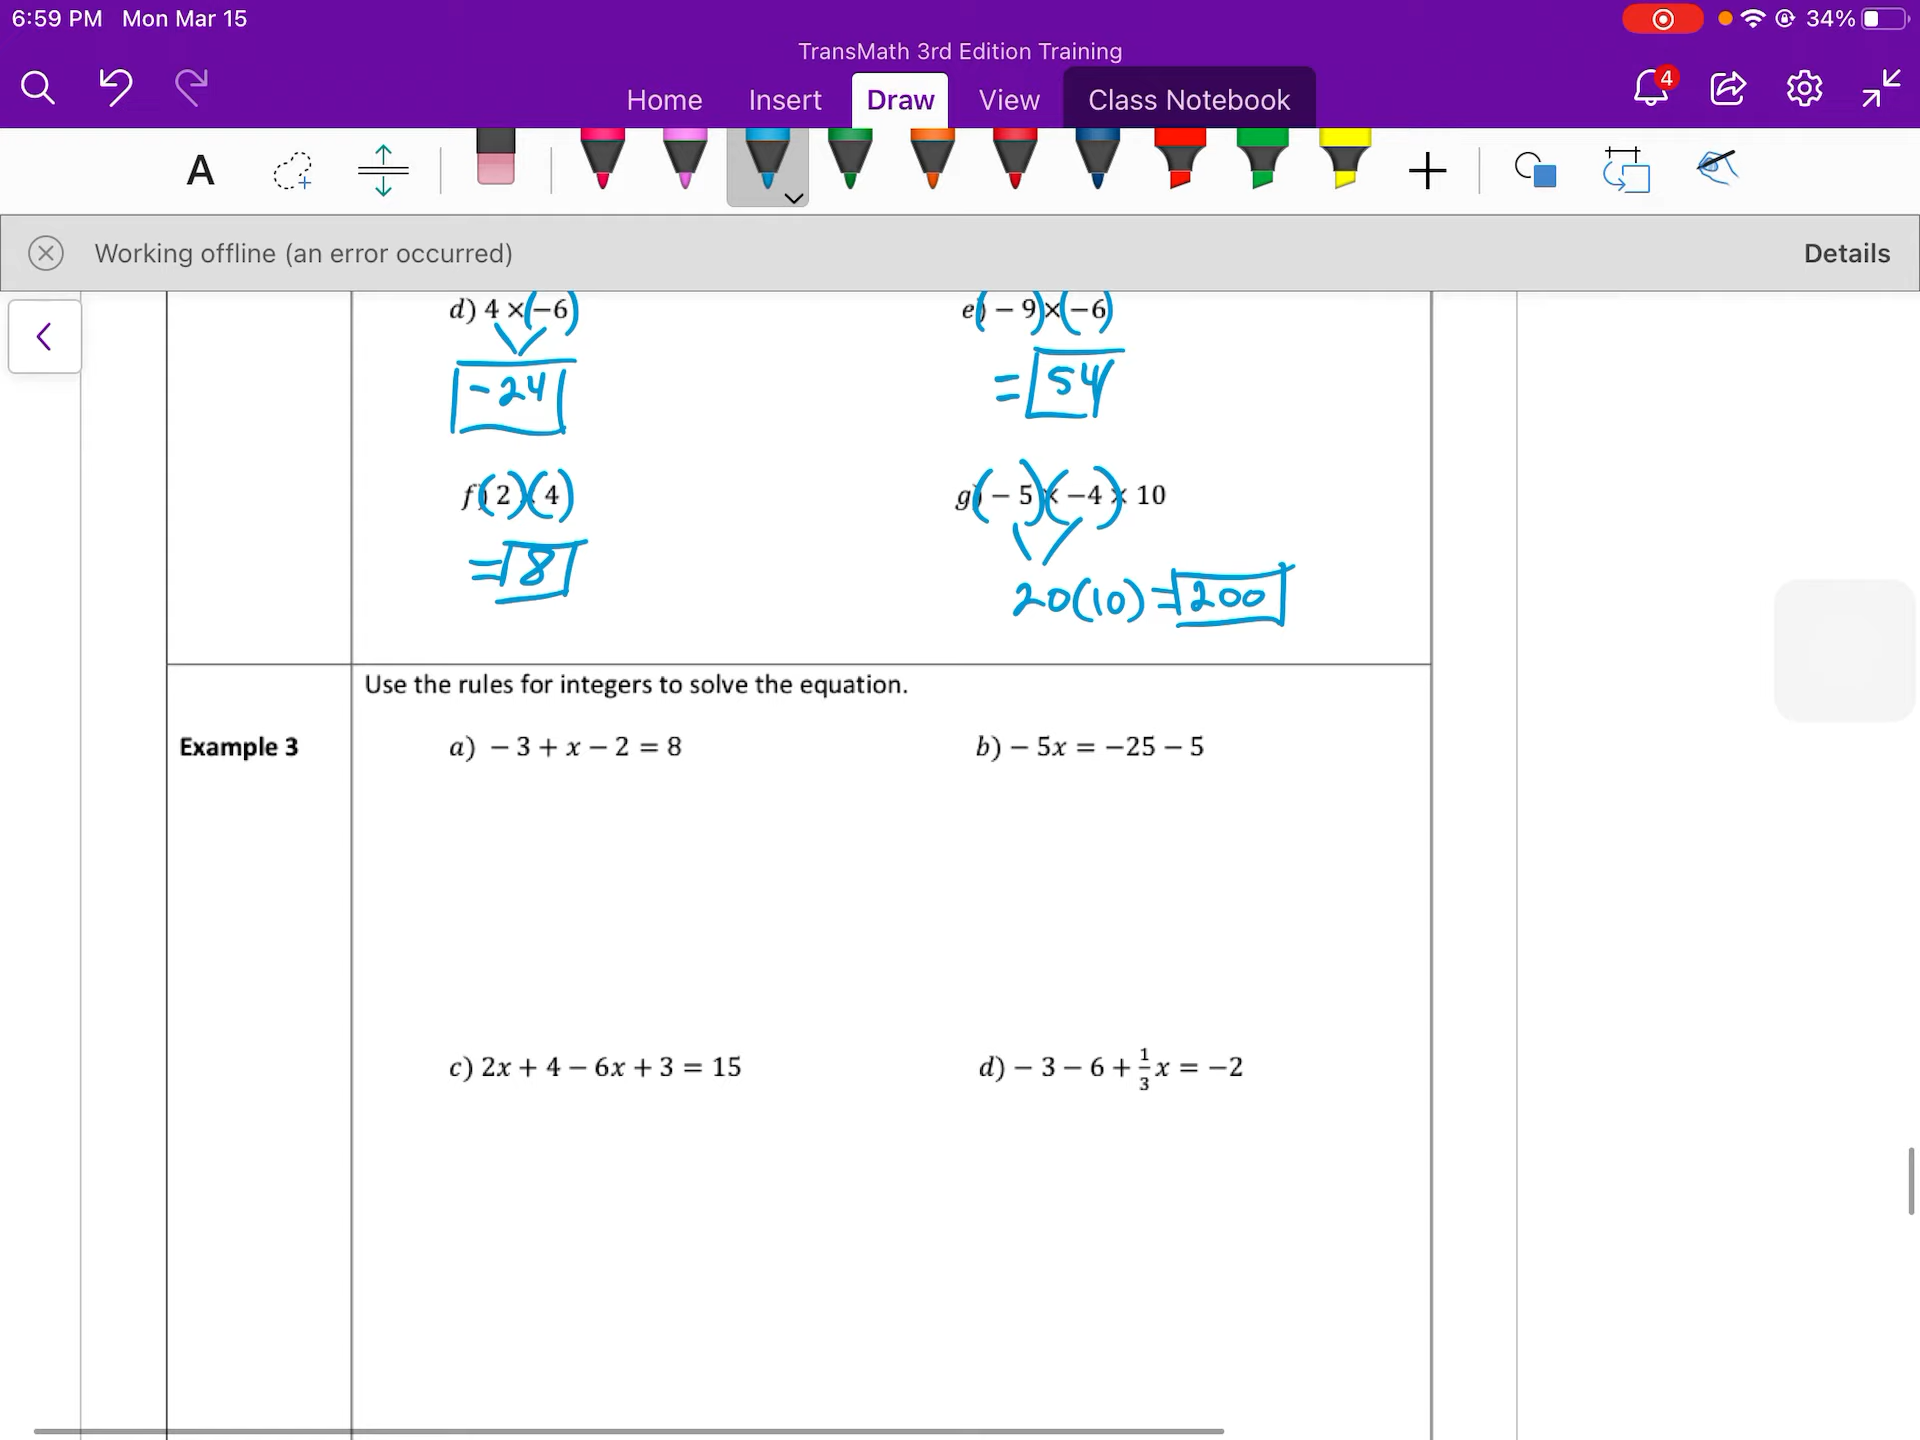 6:59 PM Mon Mar 15 34%
TransMath 3rd Edition Training
Home Insert Draw View Class Notebook 4
A
Working offline (an error occurred) Details
d) 4 × (−6) e) (− 9) × (−6)
-24 = 54
f) (2) × (4) g) (− 5) × (−4) × 10
= 8
20(10) = 200
Use the rules for integers to solve the equation.
Example 3 a) − 3 + x − 2 = 8 b) − 5x = −25 − 5
c) 2x + 4 − 6x + 3 = 15 d) − 3 − 6 + 1/3 x = −2